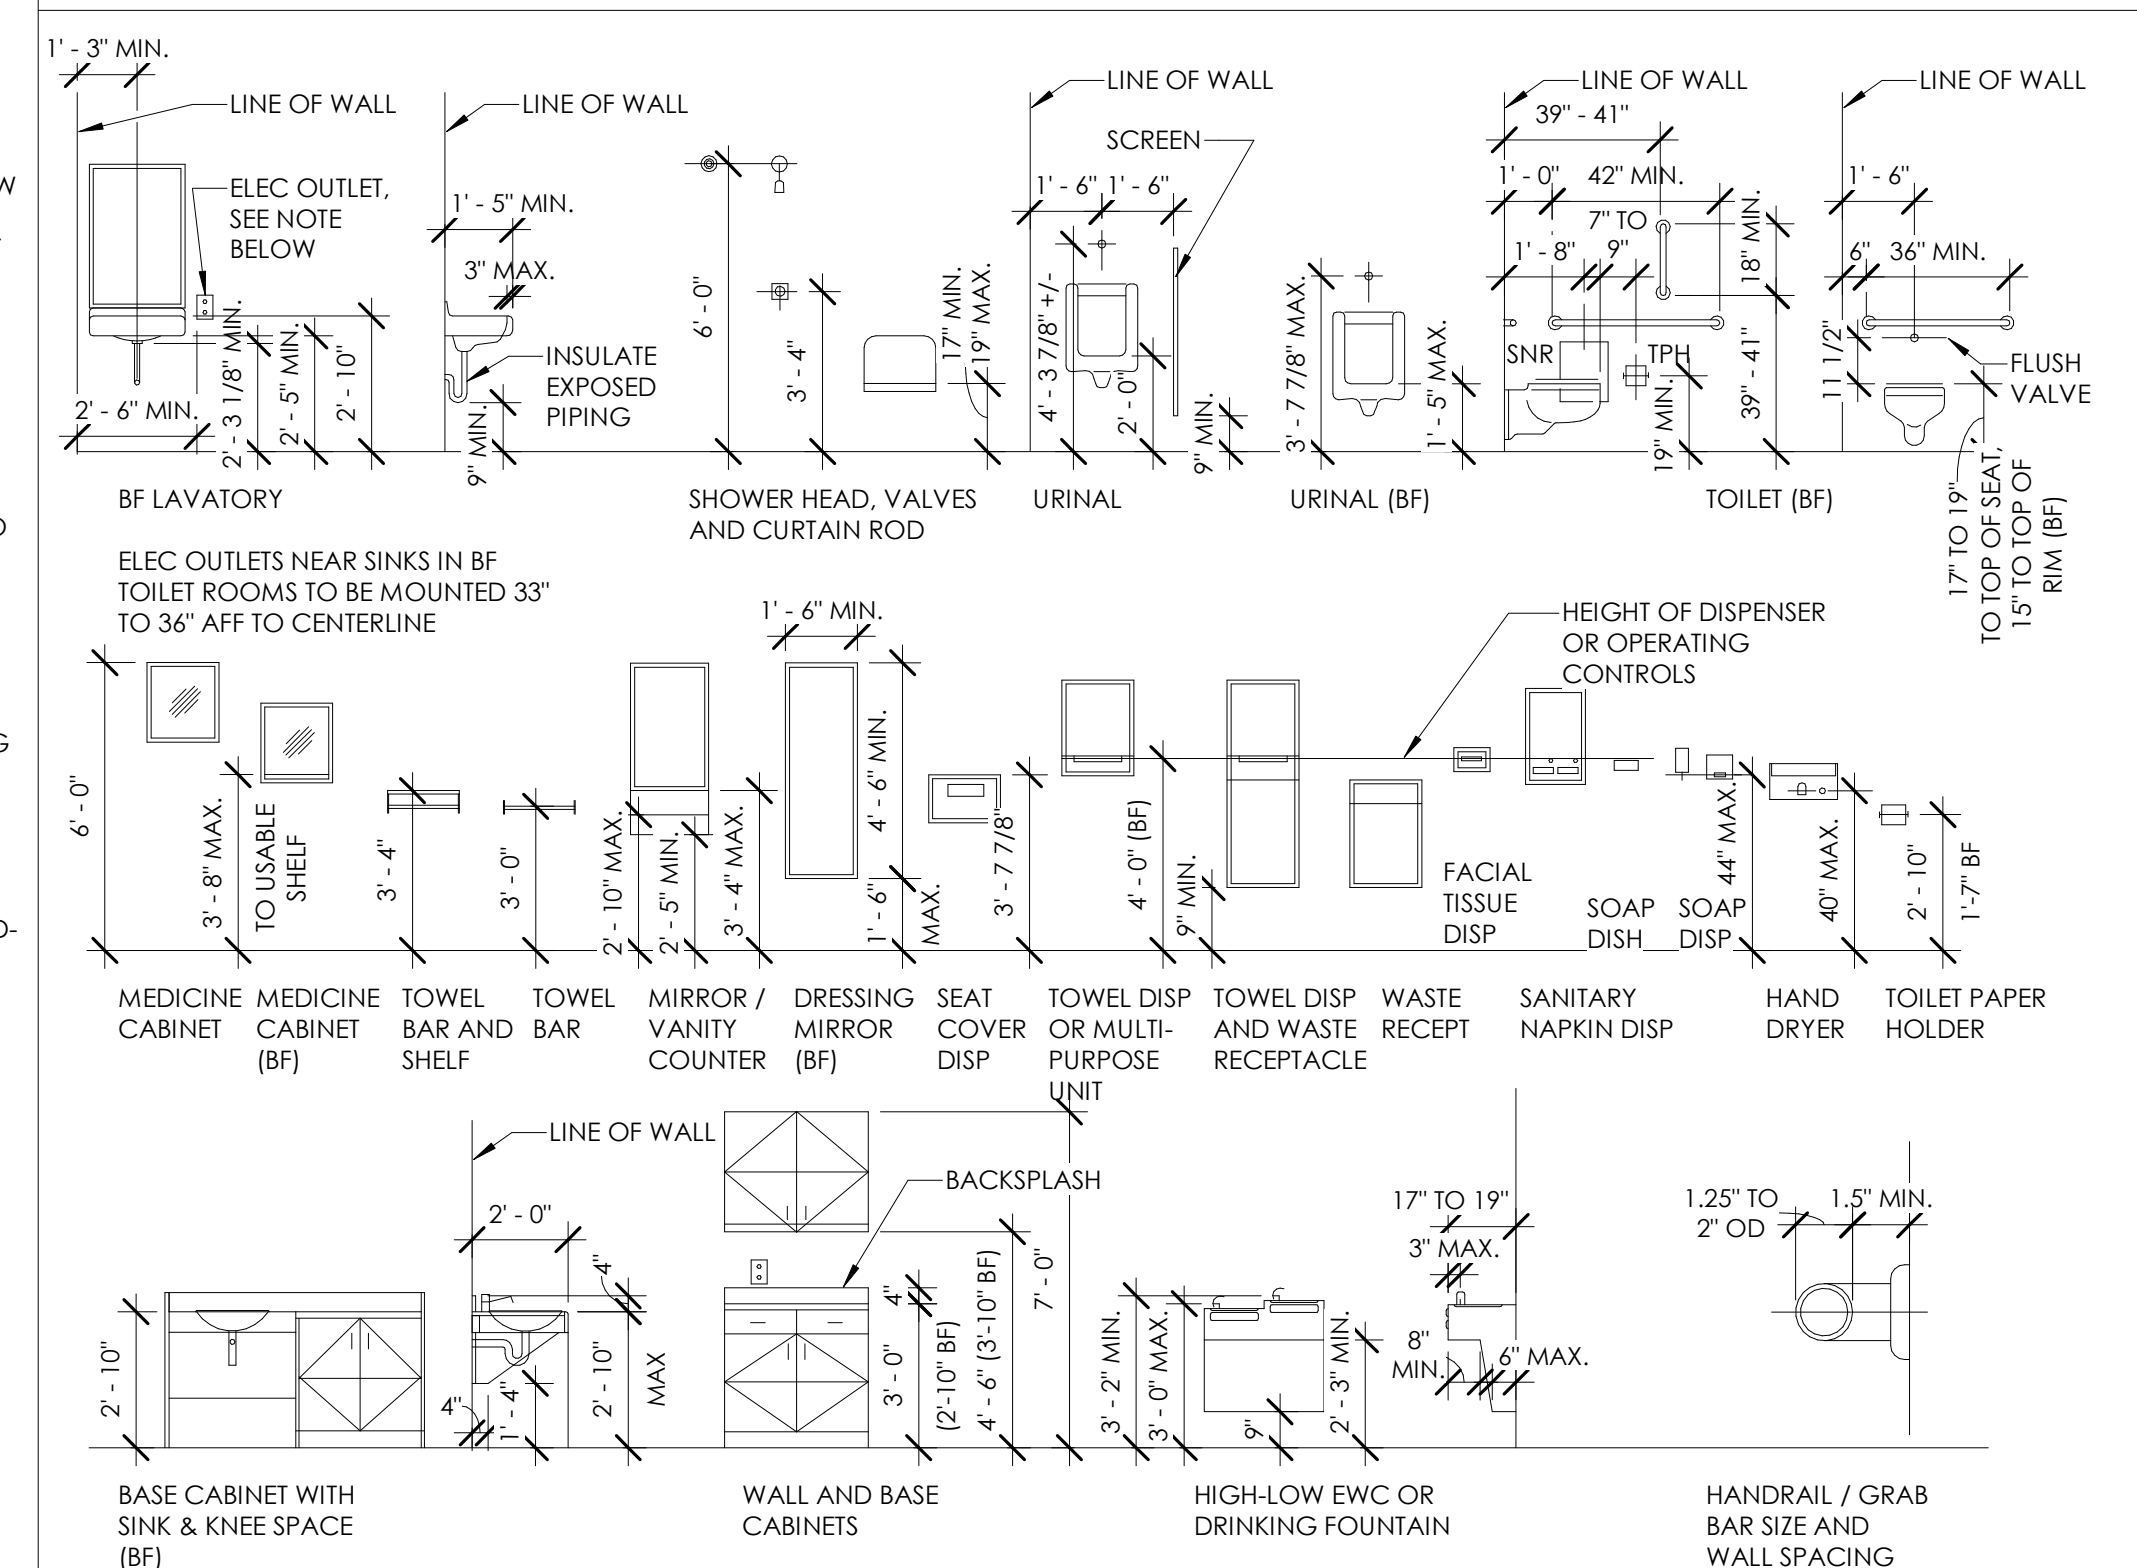 1' - 3" MIN.
LINE OF WALL
ELEC OUTLET,
SEE NOTE
BELOW
2' - 6" MIN.
2' - 3 1/8" MIN.
2' - 5" MIN.
2' - 10"
LINE OF WALL
1' - 5" MIN.
3" MAX.
INSULATE
EXPOSED
PIPING
9" MIN.
BF LAVATORY
ELEC OUTLETS NEAR SINKS IN BF
TOILET ROOMS TO BE MOUNTED 33"
TO 36" AFF TO CENTERLINE
6' - 0"
3' - 4"
17" MIN.
19" MAX.
SHOWER HEAD, VALVES
AND CURTAIN ROD
LINE OF WALL
SCREEN
1' - 6"
1' - 6"
4' - 3 7/8" +/-
2' - 0"
9" MIN.
URINAL
3' - 7 7/8" MAX.
1' - 5" MAX.
URINAL (BF)
LINE OF WALL
39" - 41"
1' - 0"
42" MIN.
7" TO
9"
1' - 8"
18" MIN.
SNR
TPH
19" MIN.
39" - 41"
TOILET (BF)
LINE OF WALL
1' - 6"
6"
36" MIN.
11 1/2"
FLUSH
VALVE
17" TO 19"
TO TOP OF SEAT,
15" TO TOP OF
RIM (BF)
6' - 0"
3' - 8" MAX.
TO USABLE
SHELF
3' - 4"
3' - 0"
2' - 10" MAX.
2' - 5" MIN.
3' - 4" MAX.
1' - 6" MIN.
4' - 6" MIN.
1' - 6"
MAX.
3' - 7 7/8"
4' - 0" (BF)
9" MIN.
HEIGHT OF DISPENSER
OR OPERATING
CONTROLS
FACIAL
TISSUE
DISP
SOAP
DISH
SOAP
DISP
44" MAX.
40" MAX.
2' - 10"
1'-7" BF
MEDICINE
CABINET
MEDICINE
CABINET
(BF)
TOWEL
BAR AND
SHELF
TOWEL
BAR
MIRROR /
VANITY
COUNTER
DRESSING
MIRROR
(BF)
SEAT
COVER
DISP
TOWEL DISP
OR MULTI-
PURPOSE
UNIT
TOWEL DISP
AND WASTE
RECEPTACLE
WASTE
RECEPT
SANITARY
NAPKIN DISP
HAND
DRYER
TOILET PAPER
HOLDER
2' - 10"
LINE OF WALL
2' - 0"
4"
4"
1' - 4"
2' - 10"
MAX
BASE CABINET WITH
SINK & KNEE SPACE
(BF)
BACKSPLASH
4"
3' - 0"
(2'-10" BF)
4' - 6" (3'-10" BF)
7' - 0"
WALL AND BASE
CABINETS
3' - 2" MIN.
3' - 0" MAX.
9"
2' - 3" MIN.
17" TO 19"
3" MAX.
8"
MIN.
6" MAX.
HIGH-LOW EWC OR
DRINKING FOUNTAIN
1.25" TO
2" OD
1.5" MIN.
HANDRAIL / GRAB
BAR SIZE AND
WALL SPACING